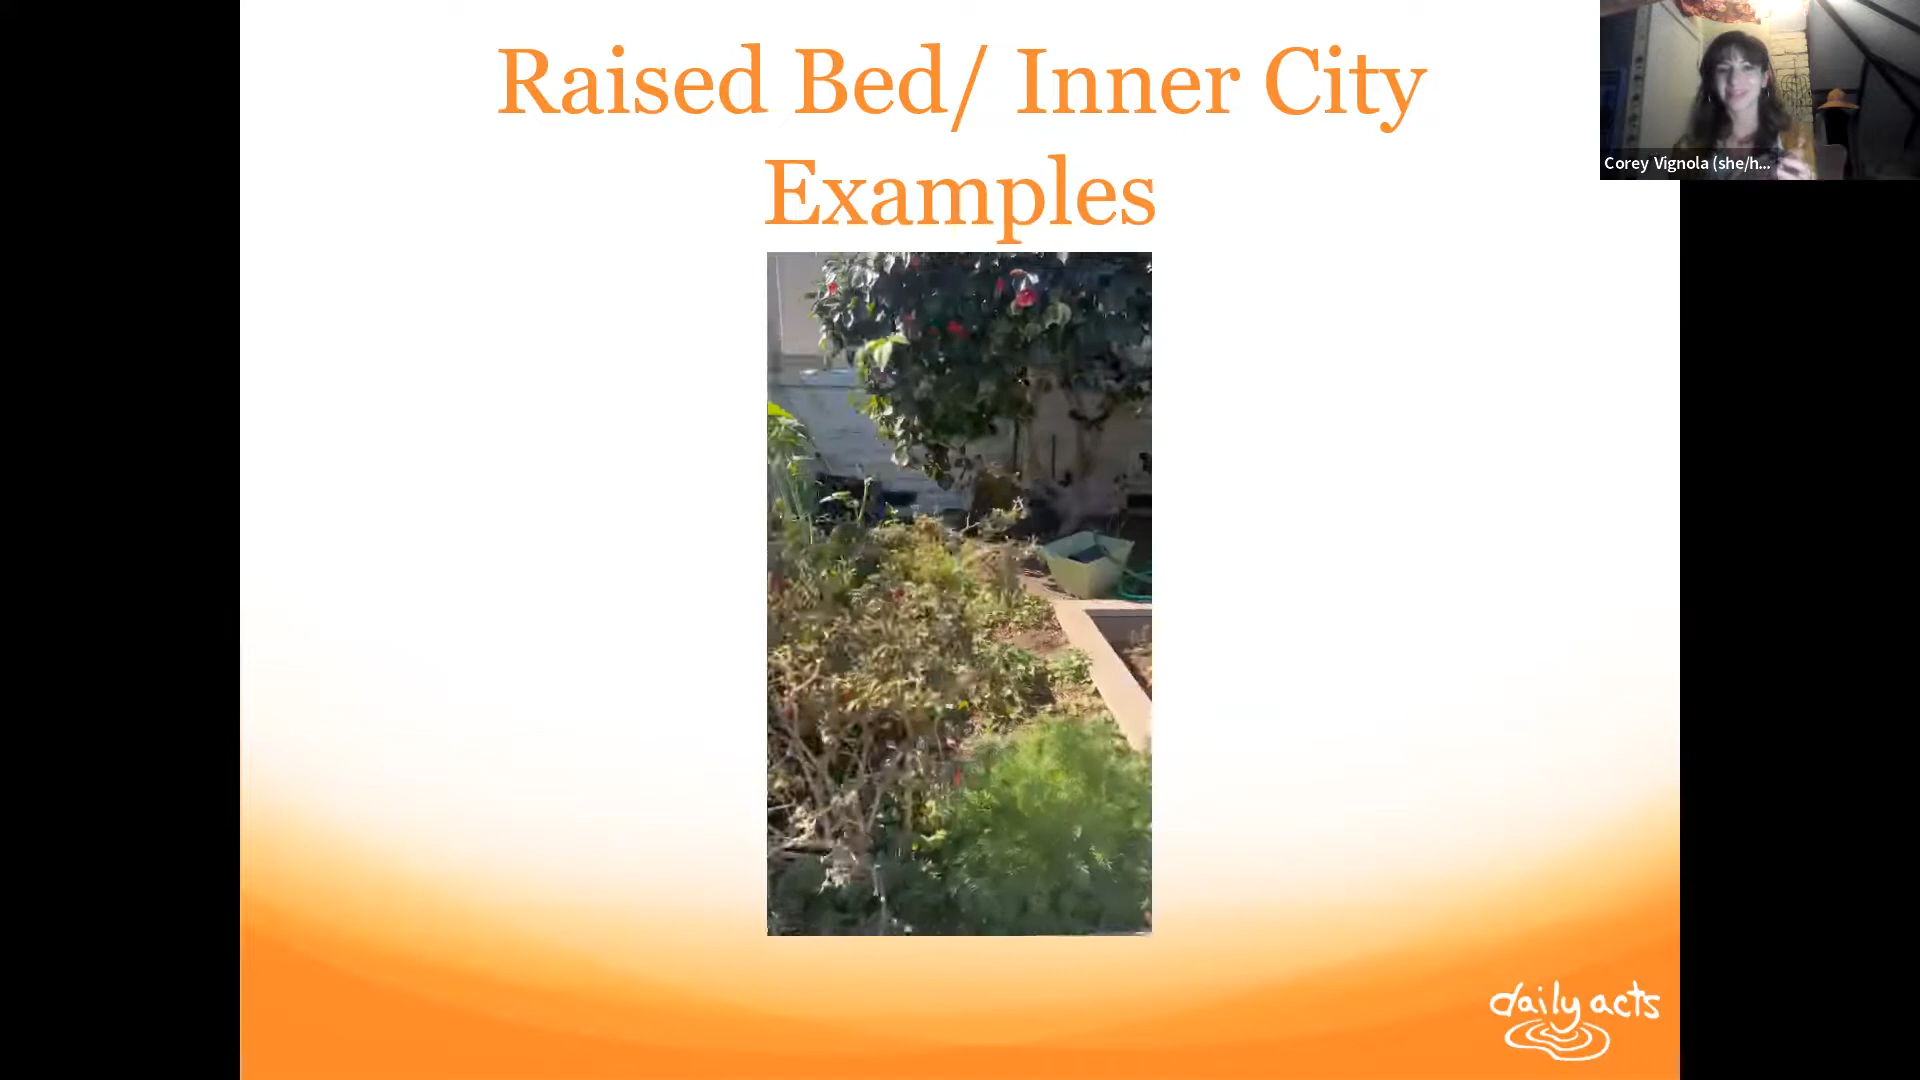 Raised Bed/ Inner City
Examples
Corey Vignola (she/h...
daily acts